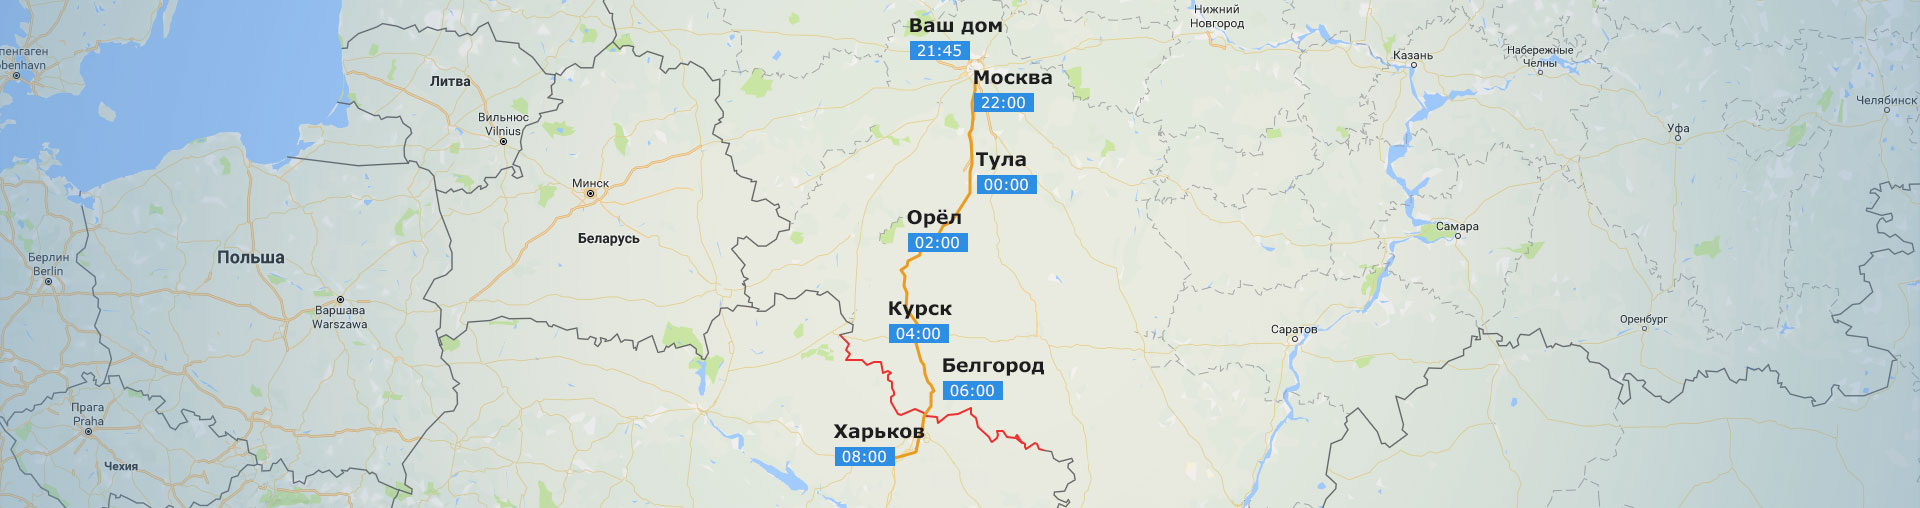 Ваш дом
21:45
Москва
22:00
Тула
00:00
Орёл
02:00
Курск
04:00
Белгород
06:00
Харьков
08:00
пенгаген
benhavn
Литва
Вильнюс
Vilnius
Минск
Беларусь
Польша
Берлин
Berlin
Варшава
Warszawa
Прага
Praha
Чехия
Нижний
Новгород
Казань
Набережные
Челны
Челябинск
Уфа
Самара
Саратов
Оренбург